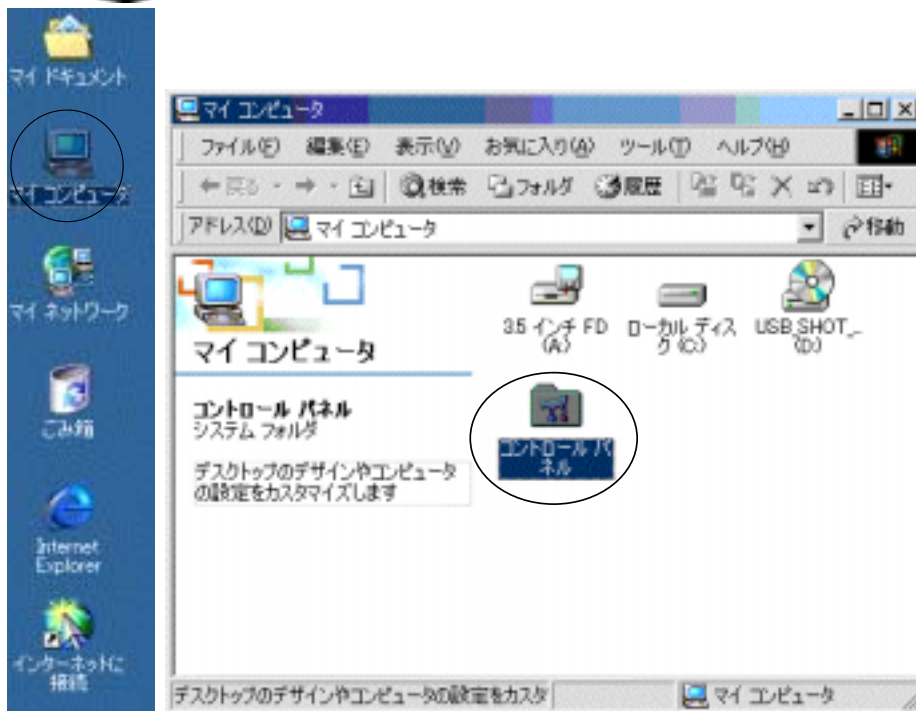 マイ ドキュメント
マイ コンピュータ
マイ ネットワーク
ごみ箱
Internet
Explorer
インターネットに
接続
マイ コンピュータ
ファイル(F) 編集(E) 表示(V) お気に入り(A) ツール(T) ヘルプ(H)
戻る 検索 フォルダ 履歴
アドレス(D) マイ コンピュータ 移動
マイ コンピュータ
コントロール パネル
システム フォルダ
デスクトップのデザインやコンピュータ
の設定をカスタマイズします
3.5 インチ FD
(A:)
ローカル ディス
ク (C:)
USB_SHOT_...
(D:)
コントロール パ
ネル
デスクトップのデザインやコンピュータの設定をカスタ
マイ コンピュータ